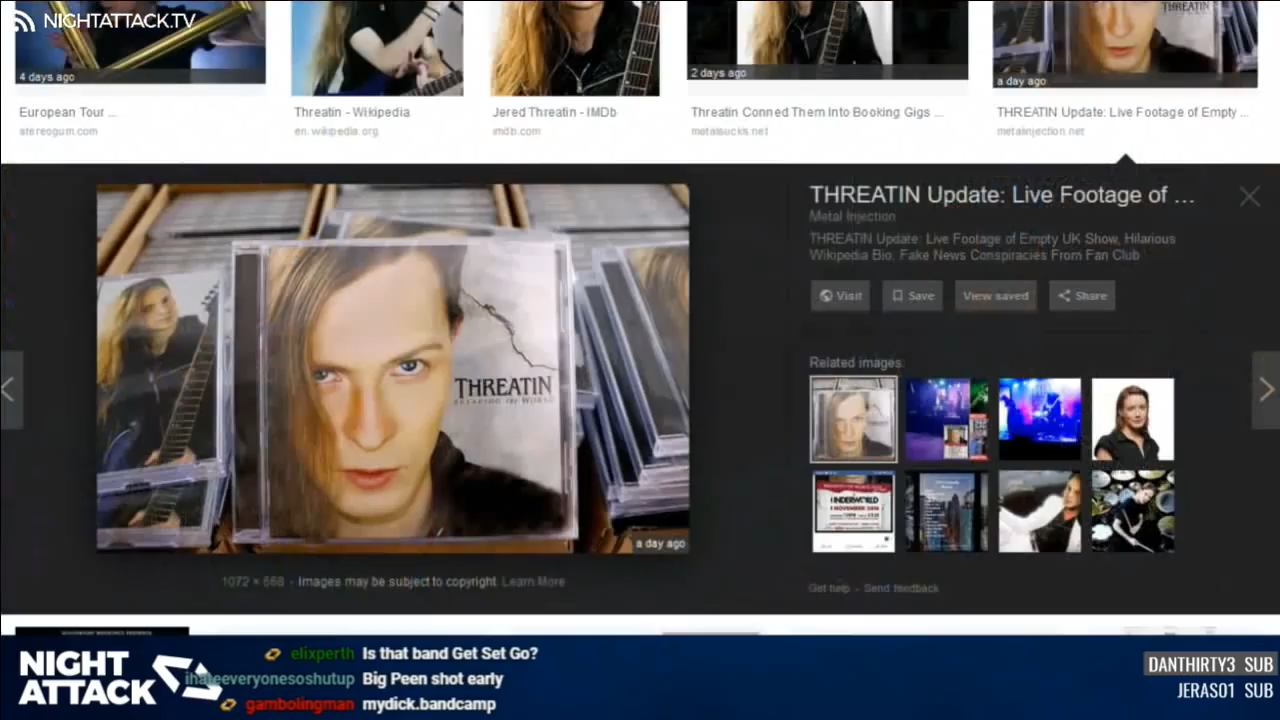 NIGHTATTACK.TV
THREATIN
4 days ago
2 days ago
a day ago
European Tour ...
Threatin - Wikipedia
Jered Threatin - IMDb
Threatin Conned Them Into Booking Gigs ...
THREATIN Update: Live Footage of Empty ...
stereogum.com
en.wikipedia.org
imdb.com
metalsucks.net
metalinjection.net
THREATIN Update: Live Footage of ...
Metal Injection
THREATIN Update: Live Footage of Empty UK Show, Hilarious
Wikipedia Bio, Fake News Conspiracies From Fan Club
Visit
Save
View saved
Share
THREATIN
BREAKING THE WORLD
a day ago
1072 × 668 - Images may be subject to copyright. Learn More
Related images:
UNDERWORLD
Get help - Send feedback
NIGHT
ATTACK
elixperth Is that band Get Set Go?
ihateeveryonesoshutup Big Peen shot early
gambolingman mydick.bandcamp
DANTHIRTY3 SUB
JERAS01 SUB